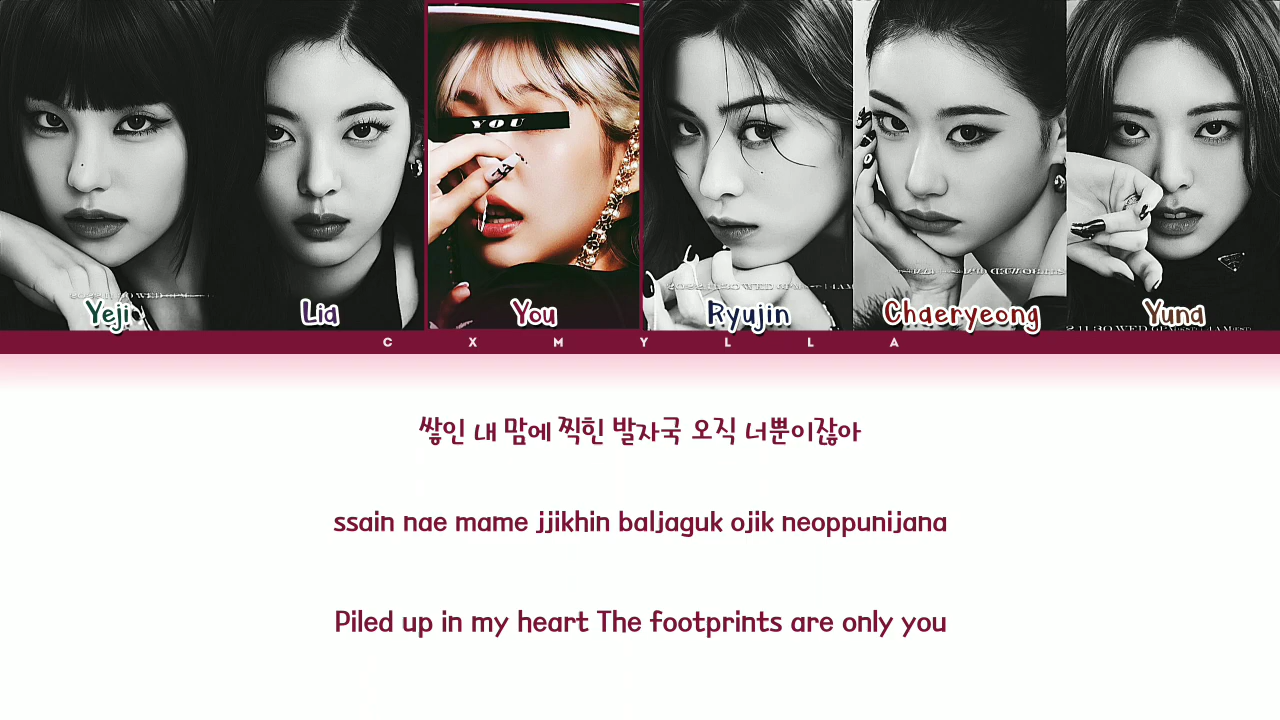 YOU
Yeji
Lia
You
Ryujin
Chaeryeong
Yuna
C X M Y L L A
쌓인 내 맘에 찍힌 발자국 오직 너뿐이잖아
ssain nae mame jjikhin baljaguk ojik neoppunijana
Piled up in my heart The footprints are only you